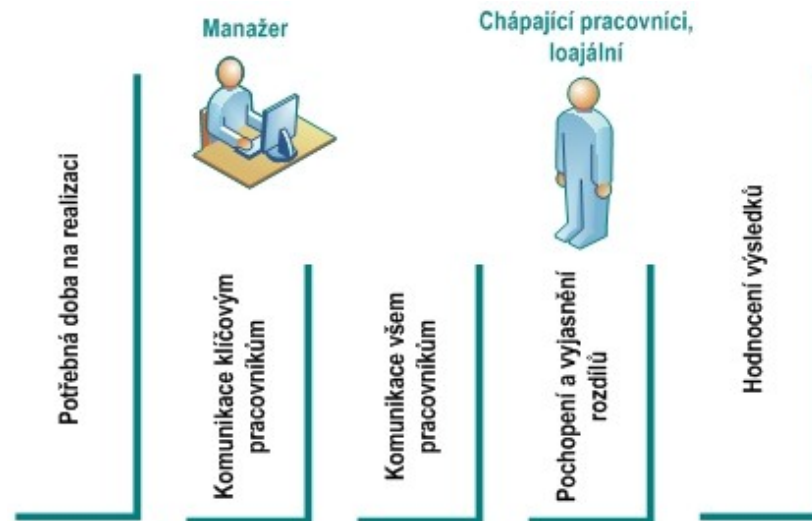 Manažer
Chápající pracovníci,
loajální
Potřebná doba na realizaci
Komunikace klíčovým
pracovníkům
Komunikace všem
pracovníkům
Pochopení a vyjasnění
rozdílů
Hodnocení výsledků